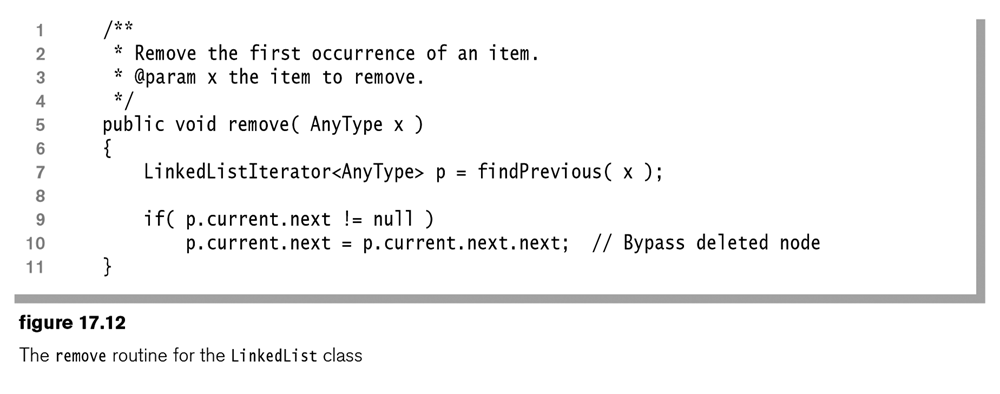 1 /**
2  * Remove the first occurrence of an item.
3  * @param x the item to remove.
4  */
5 public void remove( AnyType x )
6 {
7     LinkedListIterator<AnyType> p = findPrevious( x );
8
9     if( p.current.next != null )
10         p.current.next = p.current.next.next;  // Bypass deleted node
11 }
figure 17.12
The remove routine for the LinkedList class